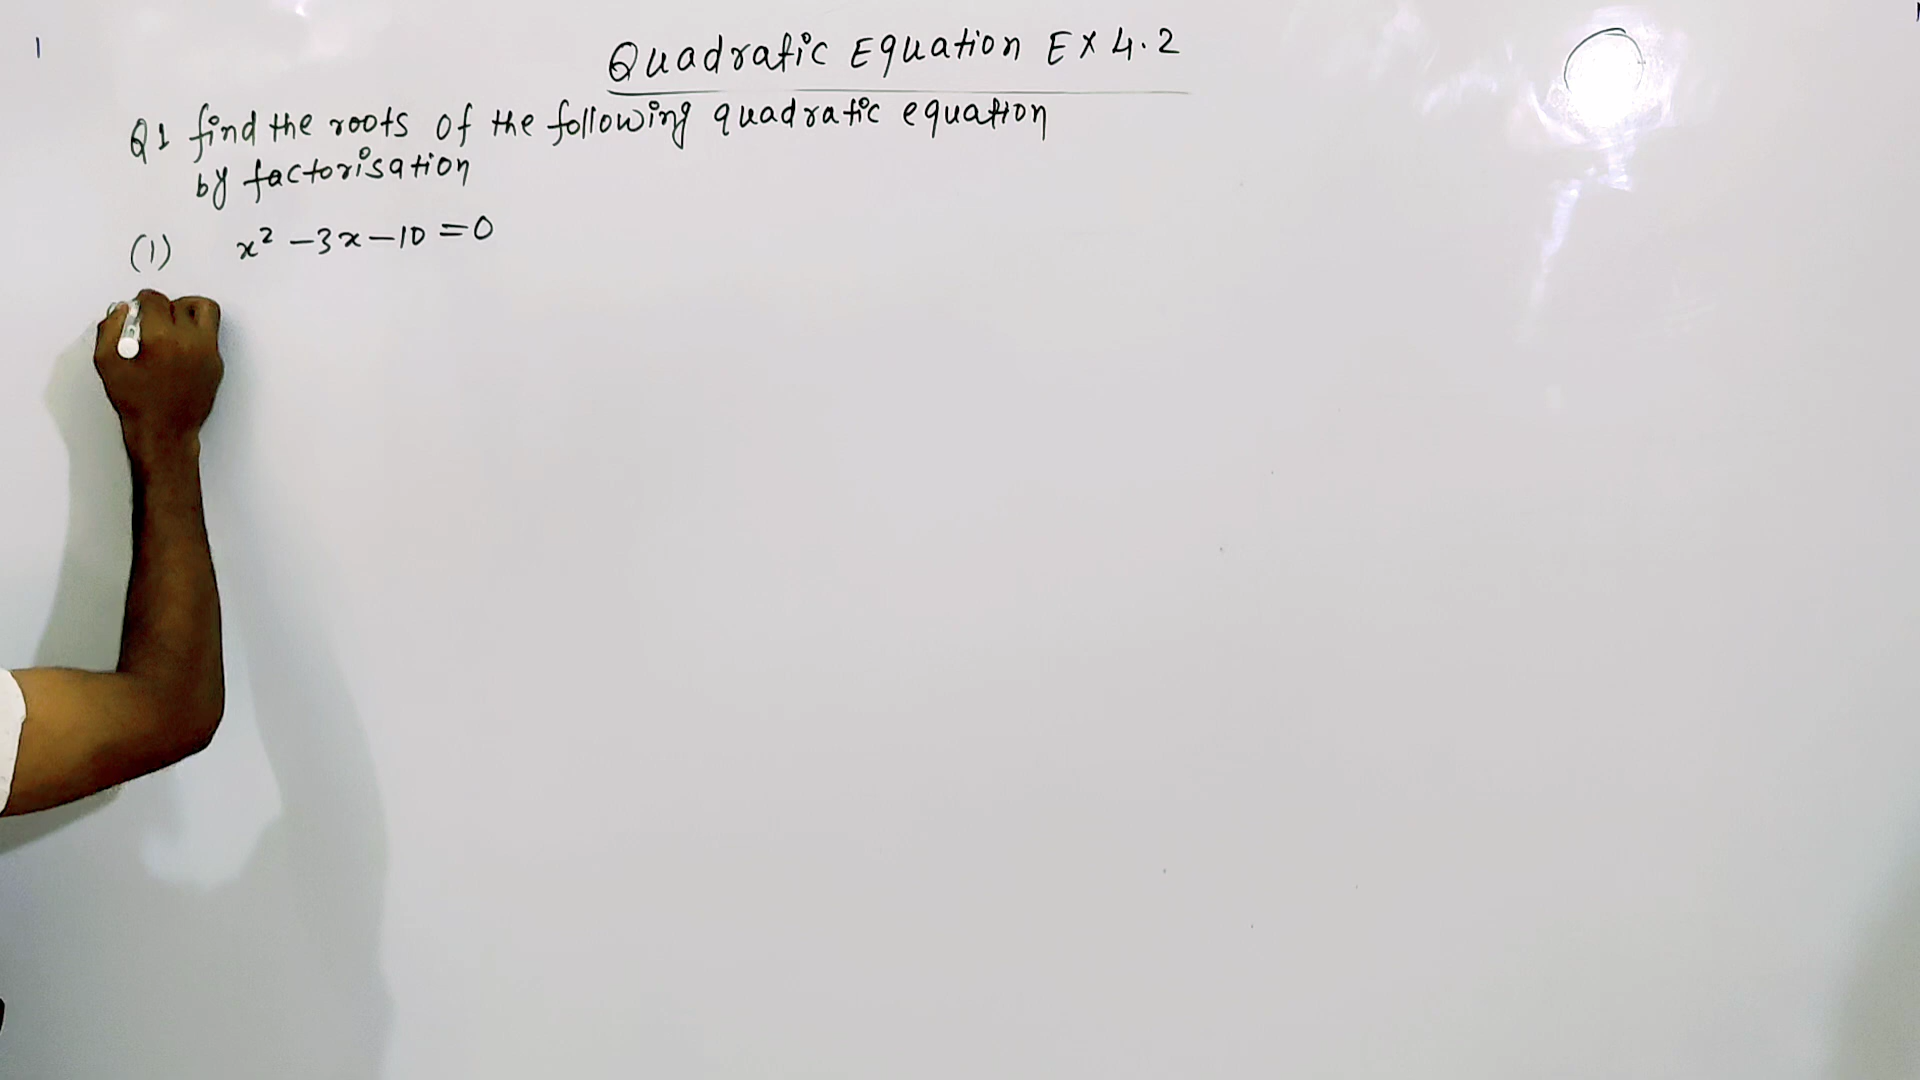 Quadratic Equation EX 4.2
Q1 find the roots of the following quadratic equation
by factorisation
(1) x² -3x-10=0